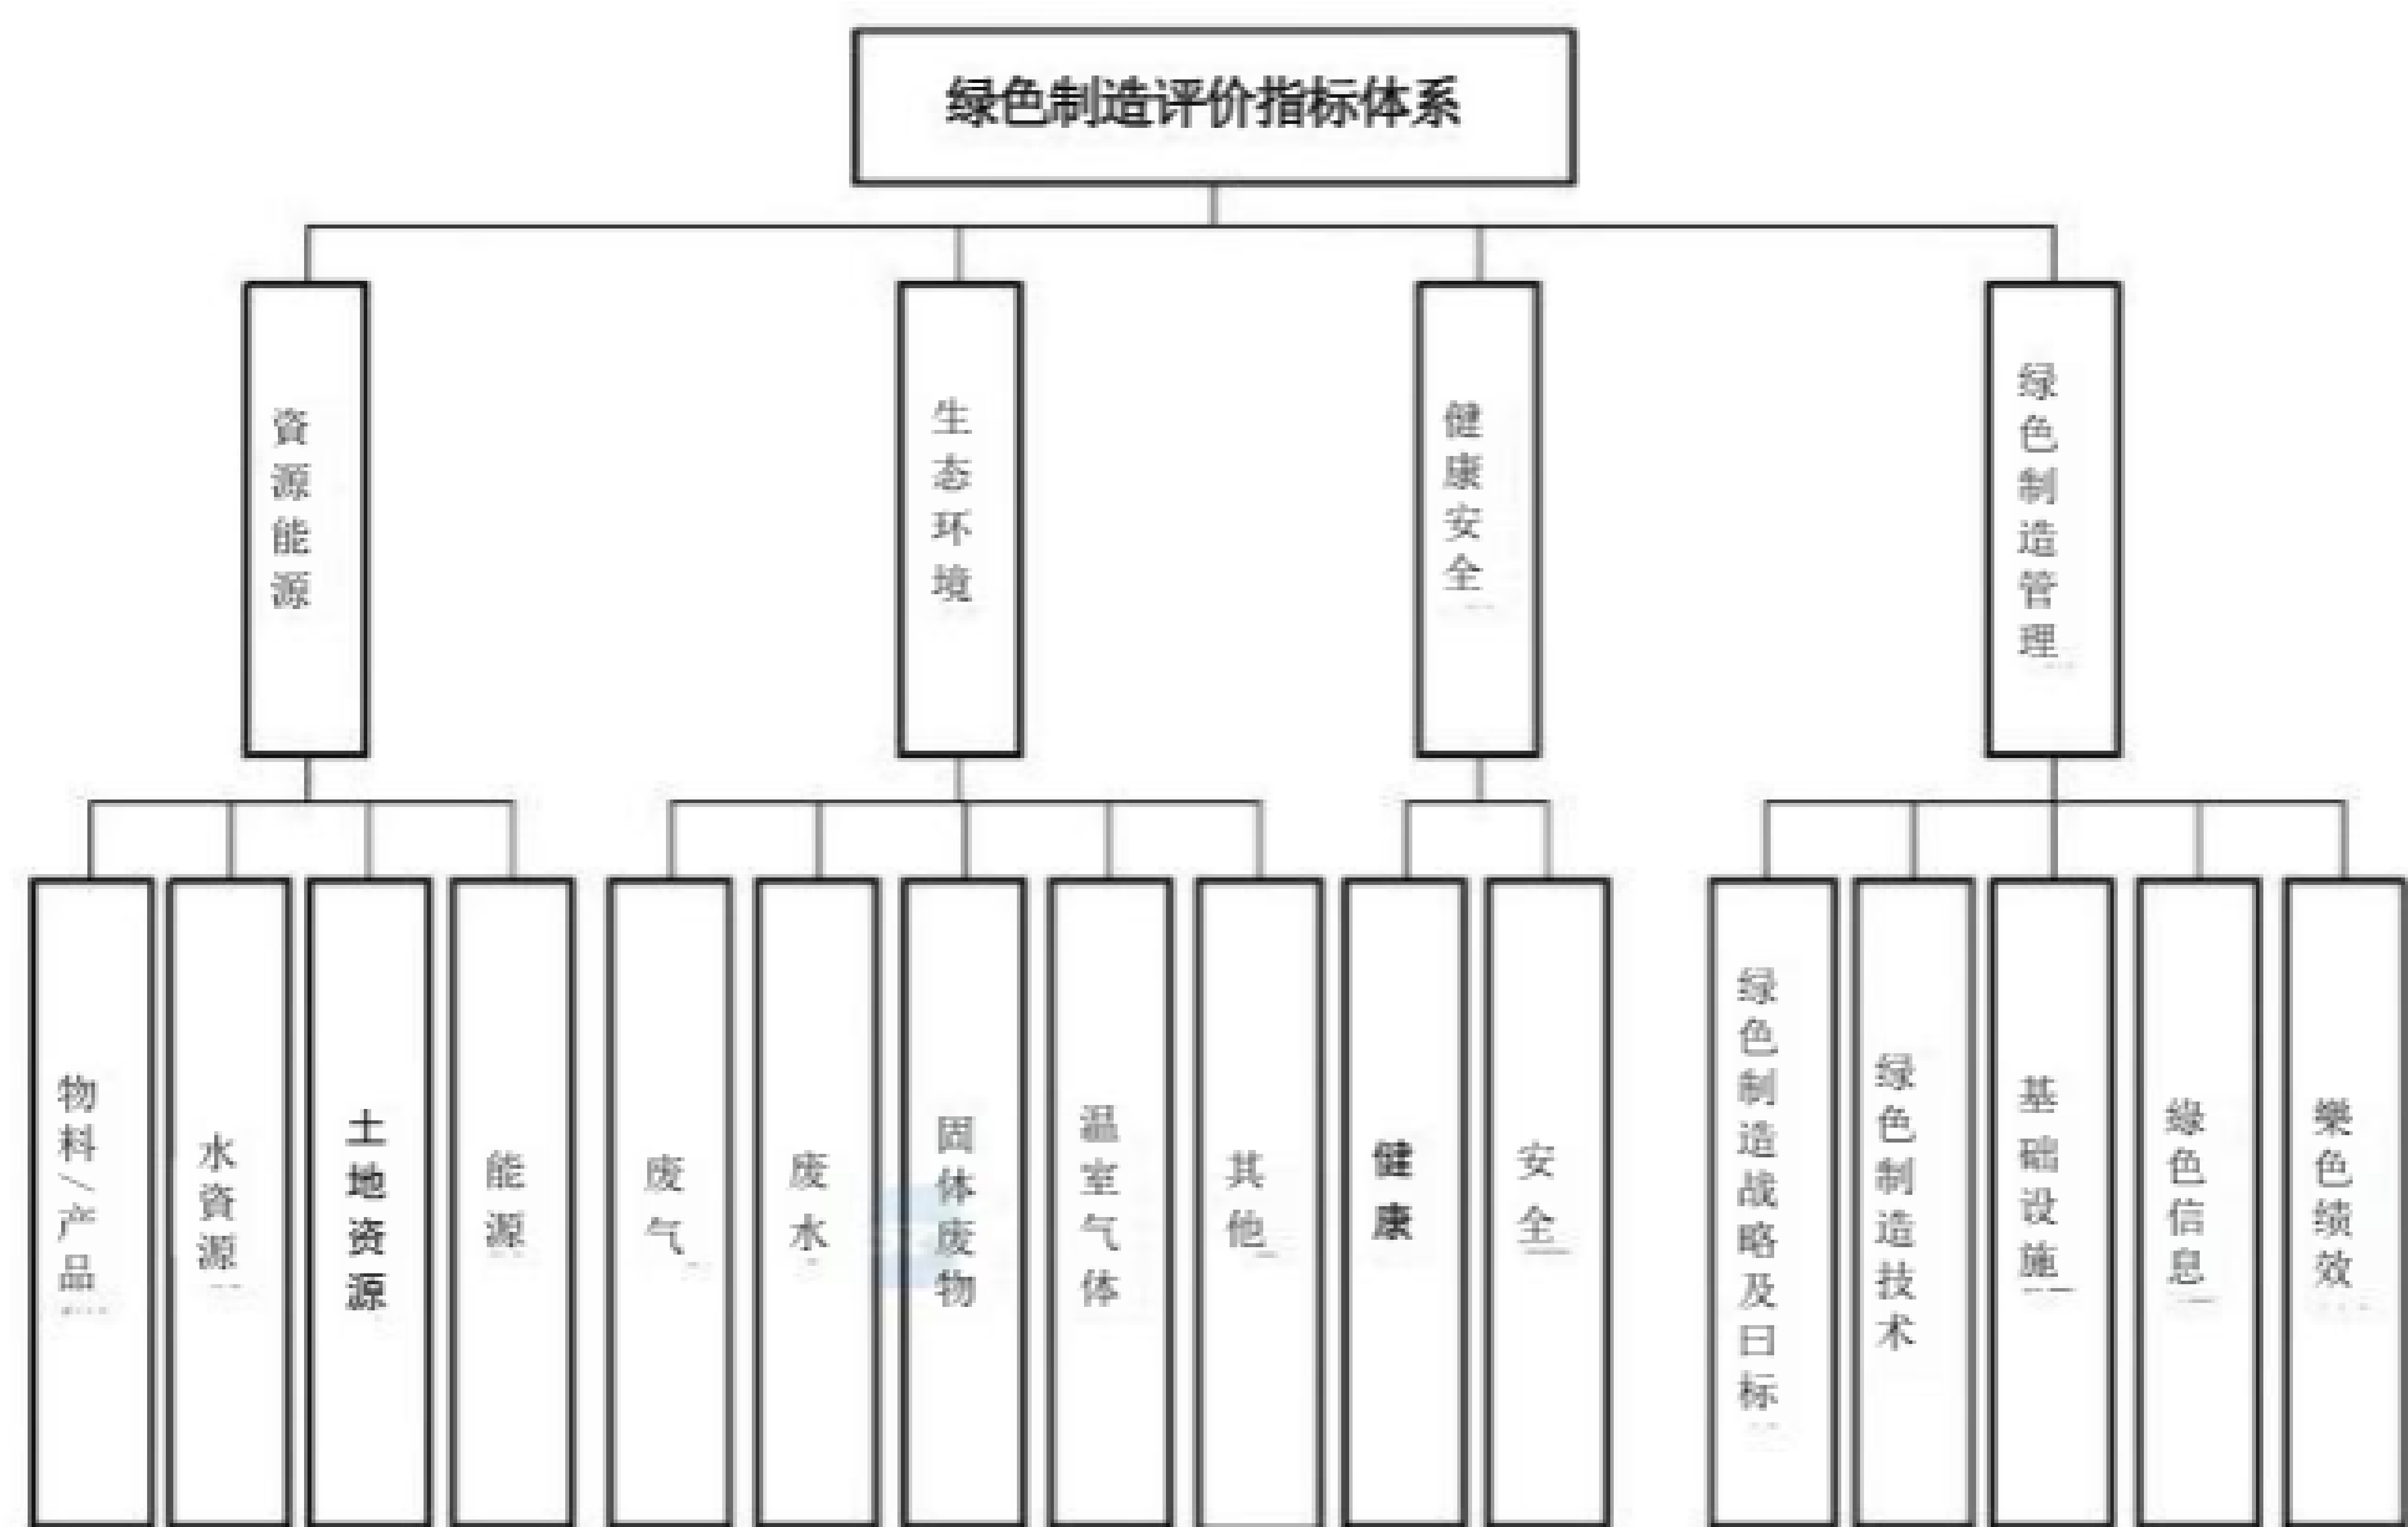 绿色制造评价指标体系
資源能源
生态环境
健康安全
绿色制造管理
物料/产品
水資源
土地资源
能源
废气
废水
固体废物
温室气体
其他
健康
安全
绿色制造战略及曰标
绿色制造技术
基础设施
緑色信息
樂色绩效